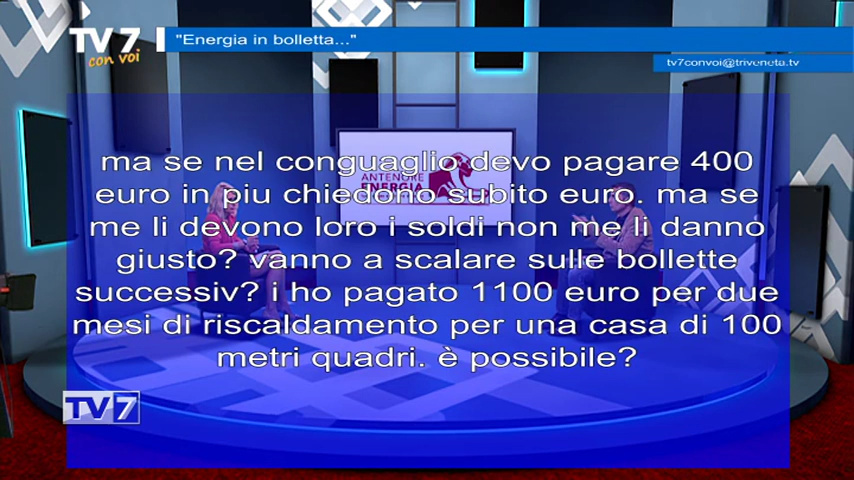 TV7
con voi
"Energia in bolletta..."
tv7convoi@triveneta.tv
ma se nel conguaglio devo pagare 400
euro in piu chiedono subito euro. ma se
me li devono loro i soldi non me li danno
giusto? vanno a scalare sulle bollette
successiv? i ho pagato 1100 euro per due
mesi di riscaldamento per una casa di 100
metri quadri. è possibile?
ANTENORE
ENERGIA
TV7